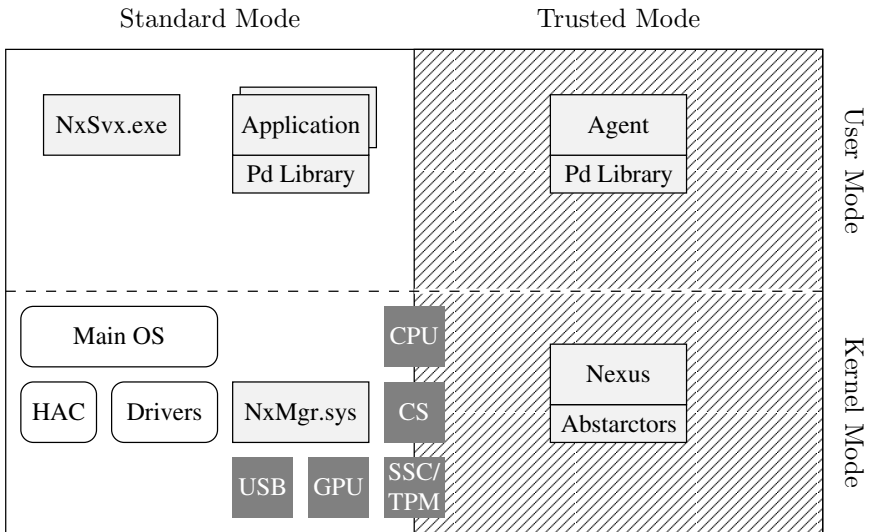 Standard Mode
Trusted Mode
NxSvx.exe
Application
Agent
Pd Library
Pd Library
User Mode
Main OS
CPU
Nexus
HAC
Drivers
NxMgr.sys
CS
Abstarctors
Kernel Mode
USB
GPU
SSC/
TPM